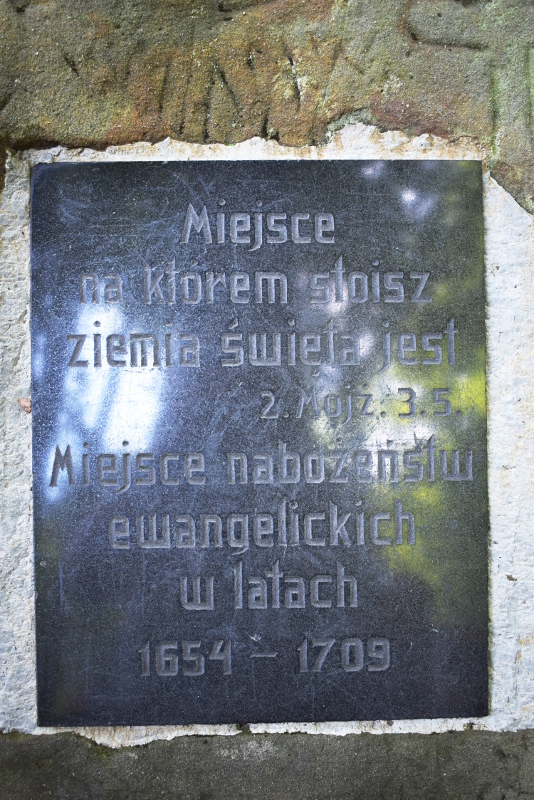 Miejsce
na którem stoisz
ziemia święta jest
2. Mojż. 3.5.
Miejsce nabożeństw
ewangelickich
w latach
1654 - 1709